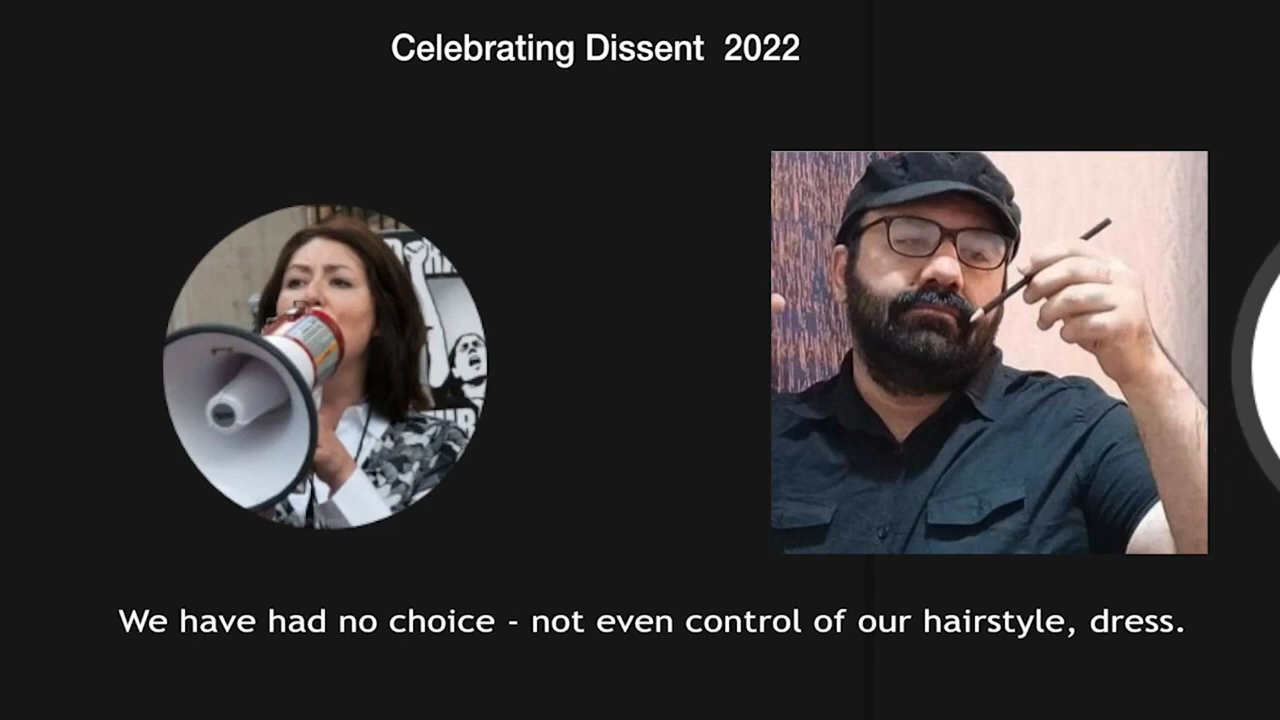 Celebrating Dissent 2022
We have had no choice - not even control of our hairstyle, dress.